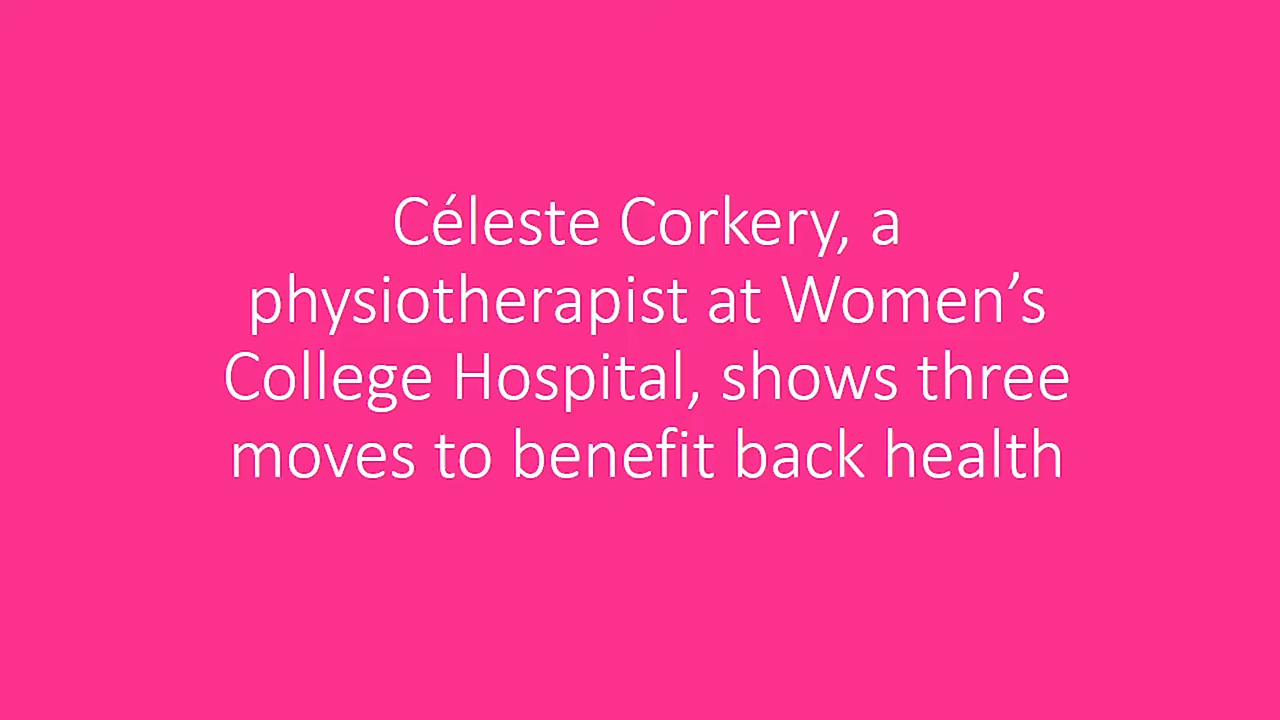 Céleste Corkery, a
physiotherapist at Women’s
College Hospital, shows three
moves to benefit back health